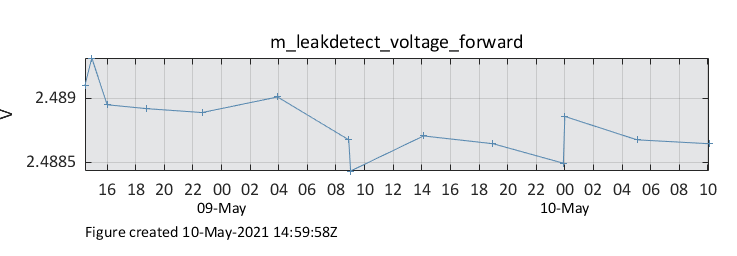 m_leakdetect_voltage_forward
V
2.489
2.4885
16 18 20 22 00 02 04 06 08 10 12 14 16 18 20 22 00 02 04 06 08 10
09-May 10-May
Figure created 10-May-2021 14:59:58Z